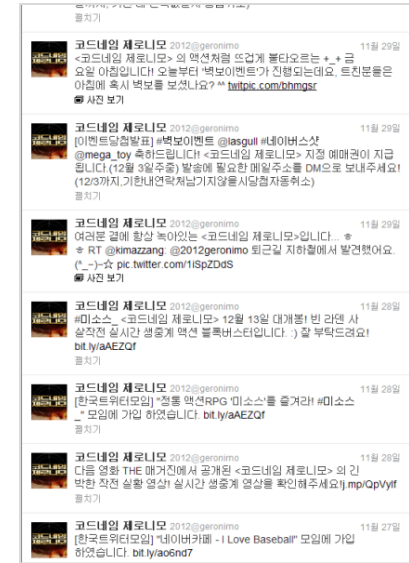 펼치기
코드네임 제로니모 2012@geronimo 11월 29일
<코드네임 제로니모> 의 액션처럼 뜨겁게 불타오르는 +_+ 금
요일 아침입니다! 오늘부터 '벽보이벤트'가 진행되는데요, 트친분들은
아침에 혹시 벽보를 보셨나요? ^^ twitpic.com/bhmgsr
사진 보기
코드네임 제로니모 2012@geronimo 11월 29일
[이벤트당첨발표] #벽보이벤트 @lasgull #네이버스샷
@mega_toy 축하드립니다! <코드네임 제로니모> 지정 예매권이 지급
됩니다.(12월 3일주중) 발송에 필요한 메일주소를 DM으로 보내주세요!
(12/3까지,기한내연락처남기지않을시당첨자동취소)
펼치기
코드네임 제로니모 2012@geronimo 11월 29일
여러분 곁에 항상 녹아있는 <코드네임 제로니모>입니다... ㅎ
ㅎ RT @kimazzang: @2012geronimo 퇴근길 지하철에서 발견했어요.
(*_–)–☆ pic.twitter.com/1iSpZDdS
사진 보기
코드네임 제로니모 2012@geronimo 11월 28일
#미소스_ <코드네임 제로니모> 12월 13일 대개봉! 빈 라덴 사
살작전 실시간 생중계 액션 블록버스터입니다. :) 잘 부탁드려요!
bit.ly/aAEZQf
펼치기
코드네임 제로니모 2012@geronimo 11월 28일
[한국트위터모임] "정통 액션RPG '미소스'를 즐겨라! #미소스
_" 모임에 가입 하였습니다. bit.ly/aAEZQf
펼치기
코드네임 제로니모 2012@geronimo 11월 28일
다음 영화 THE 매거진에서 공개된 <코드네임 제로니모> 의 긴
박한 작전 실황 영상! 실시간 생중계 영상을 확인해주세요!j.mp/QpVylf
펼치기
코드네임 제로니모 2012@geronimo 11월 27일
[한국트위터모임] "네이버카페 - I Love Baseball" 모임에 가입
하였습니다. bit.ly/ao6nd7